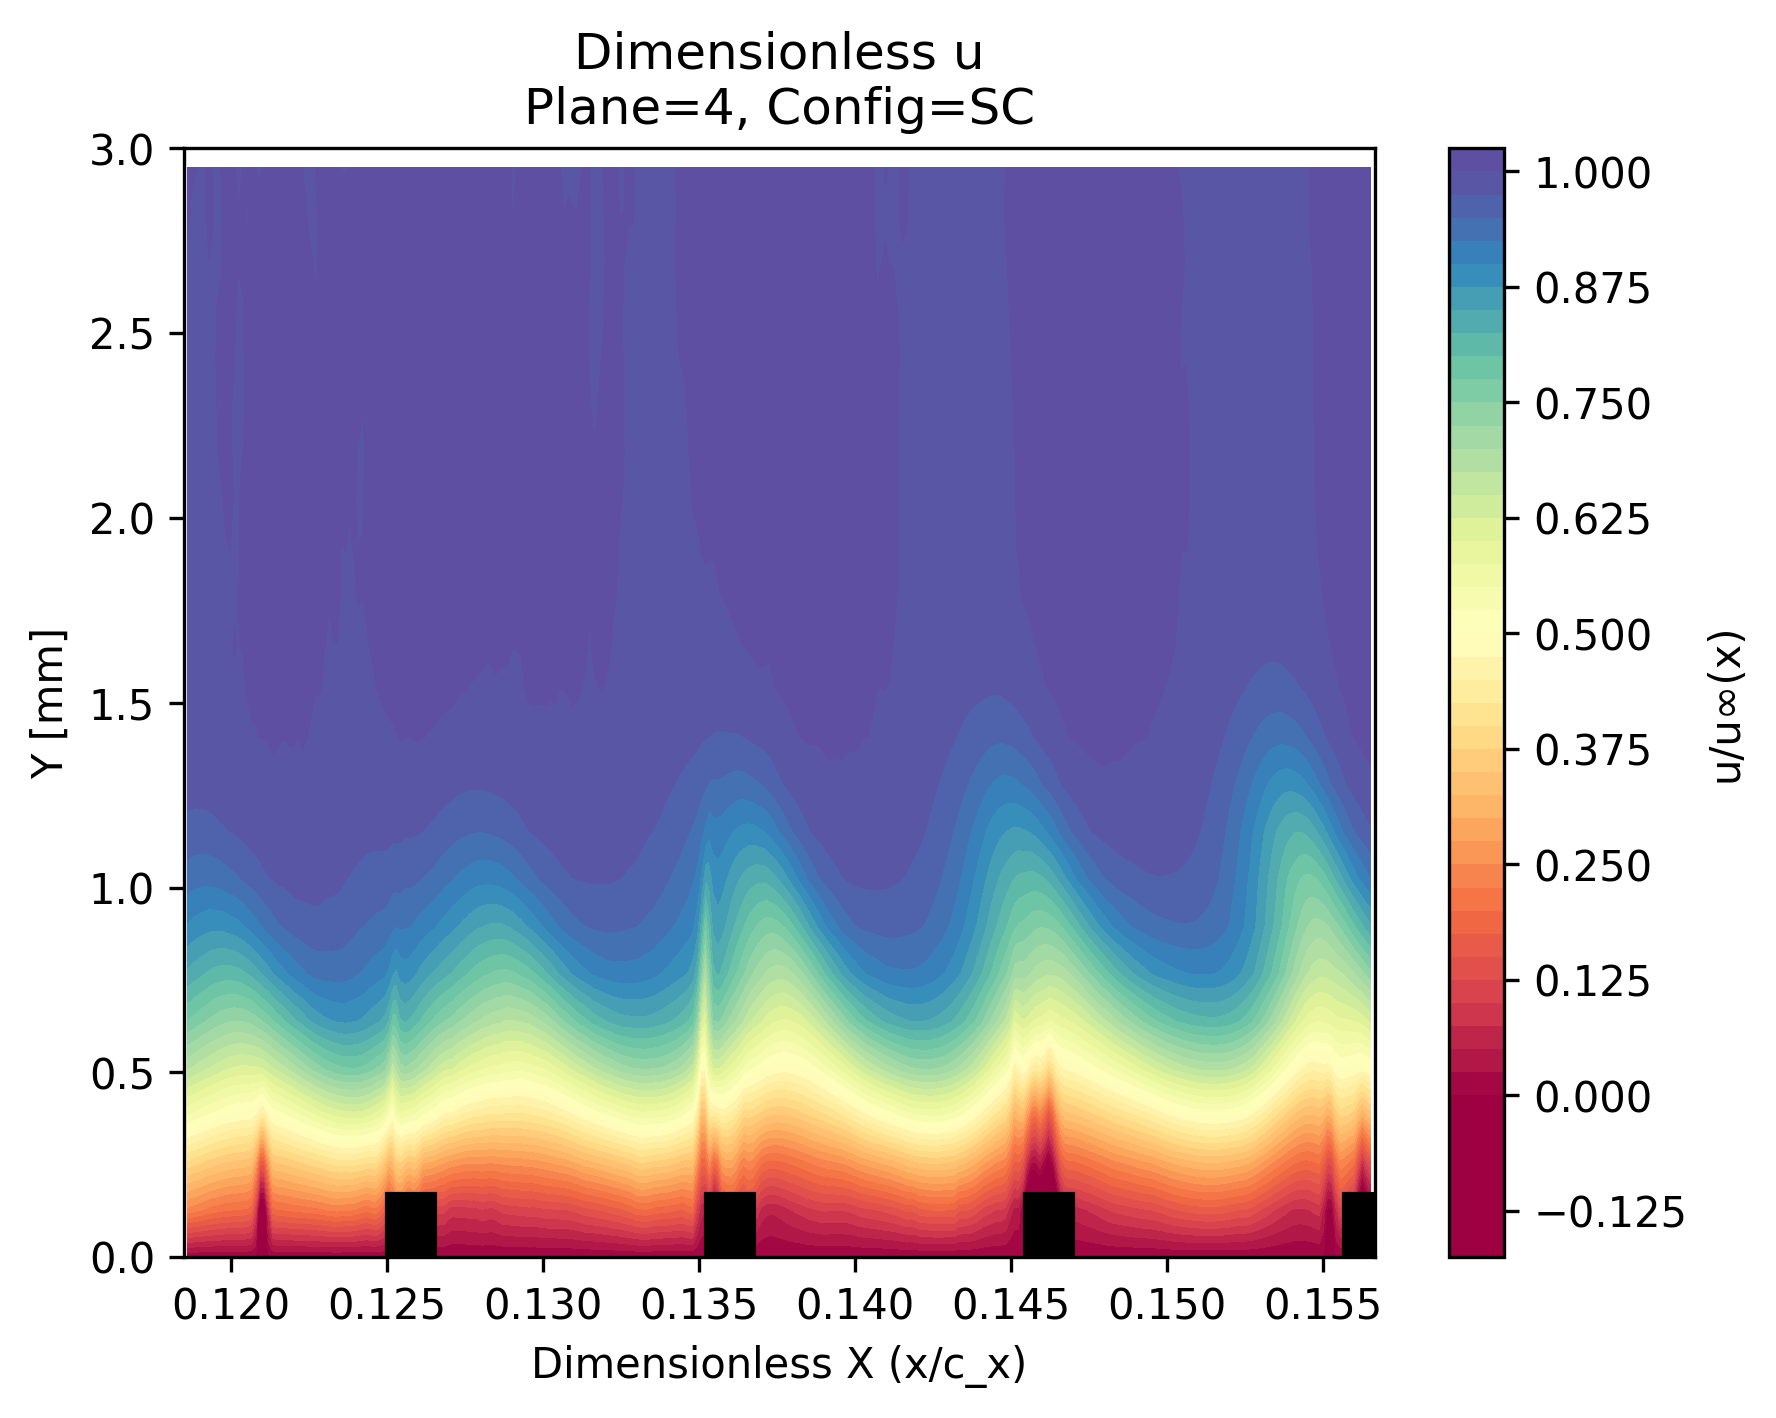 Dimensionless u
Plane=4, Config=SC
3.0
2.5
2.0
1.5
1.0
0.5
0.0
Y [mm]
0.120 0.125 0.130 0.135 0.140 0.145 0.150 0.155
Dimensionless X (x/c_x)
1.000
0.875
0.750
0.625
0.500
0.375
0.250
0.125
0.000
−0.125
u/u∞(x)